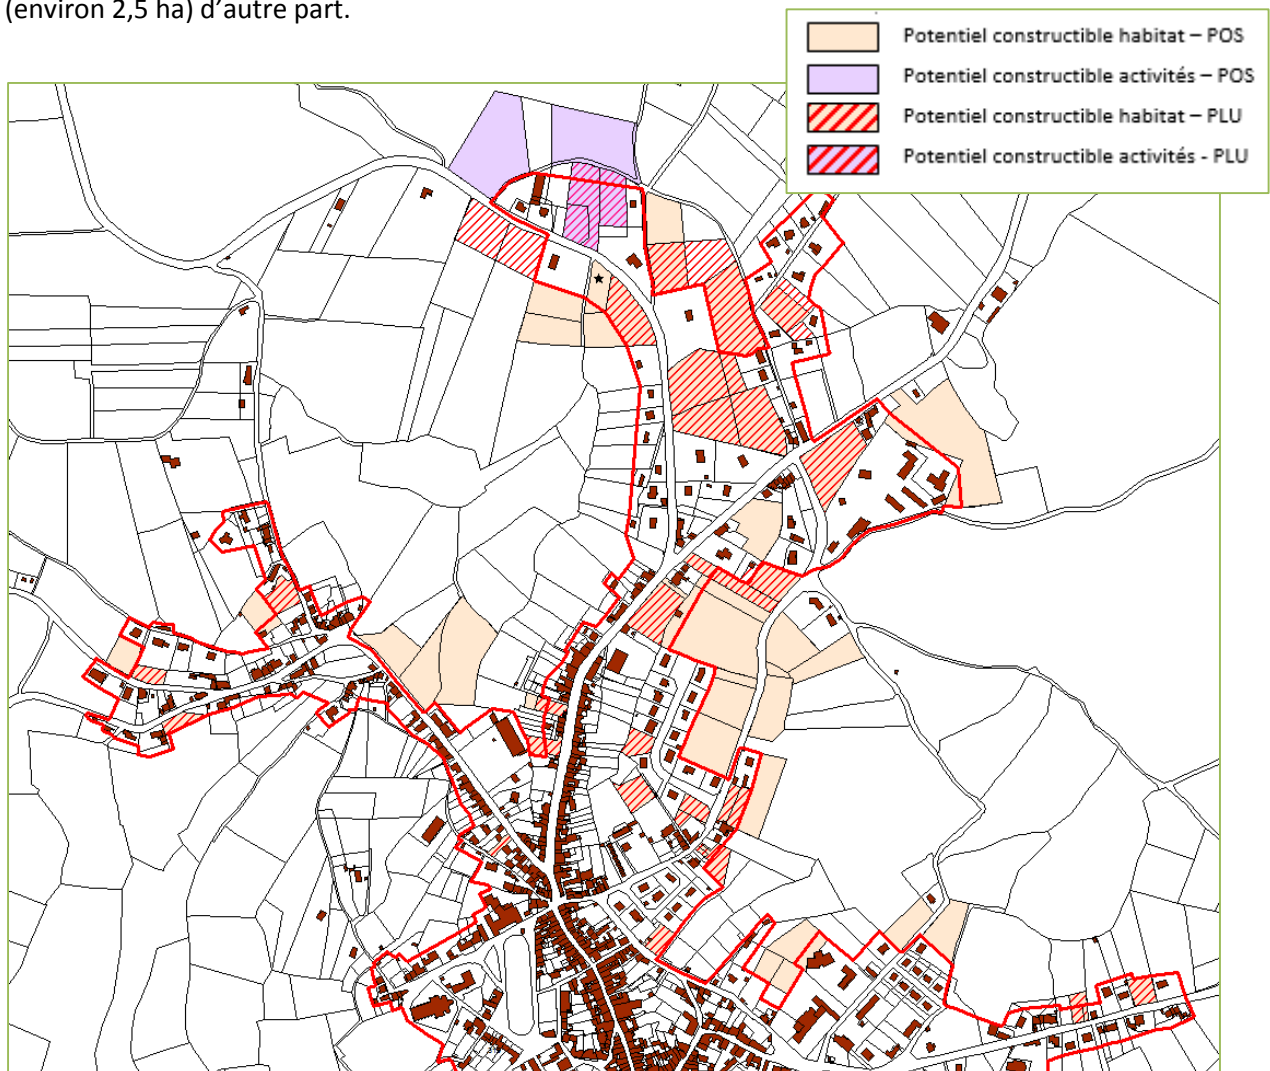 (environ 2,5 ha) d’autre part.
Potentiel constructible habitat – POS
Potentiel constructible activités – POS
Potentiel constructible habitat – PLU
Potentiel constructible activités - PLU